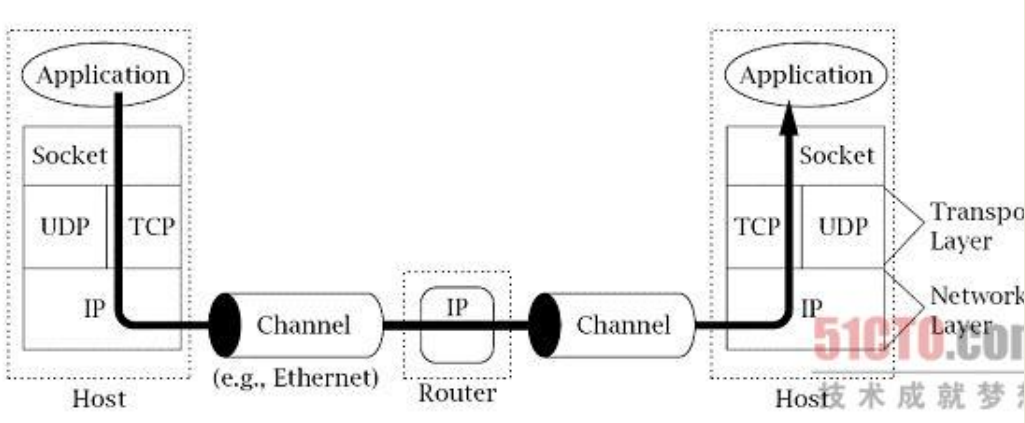 Application
Socket
UDP
TCP
IP
Host
Channel
(e.g., Ethernet)
IP
Router
Channel
Application
Socket
TCP
UDP
IP
Host
Transpo
Layer
Network
Layer
51CTO.com
技术成就梦